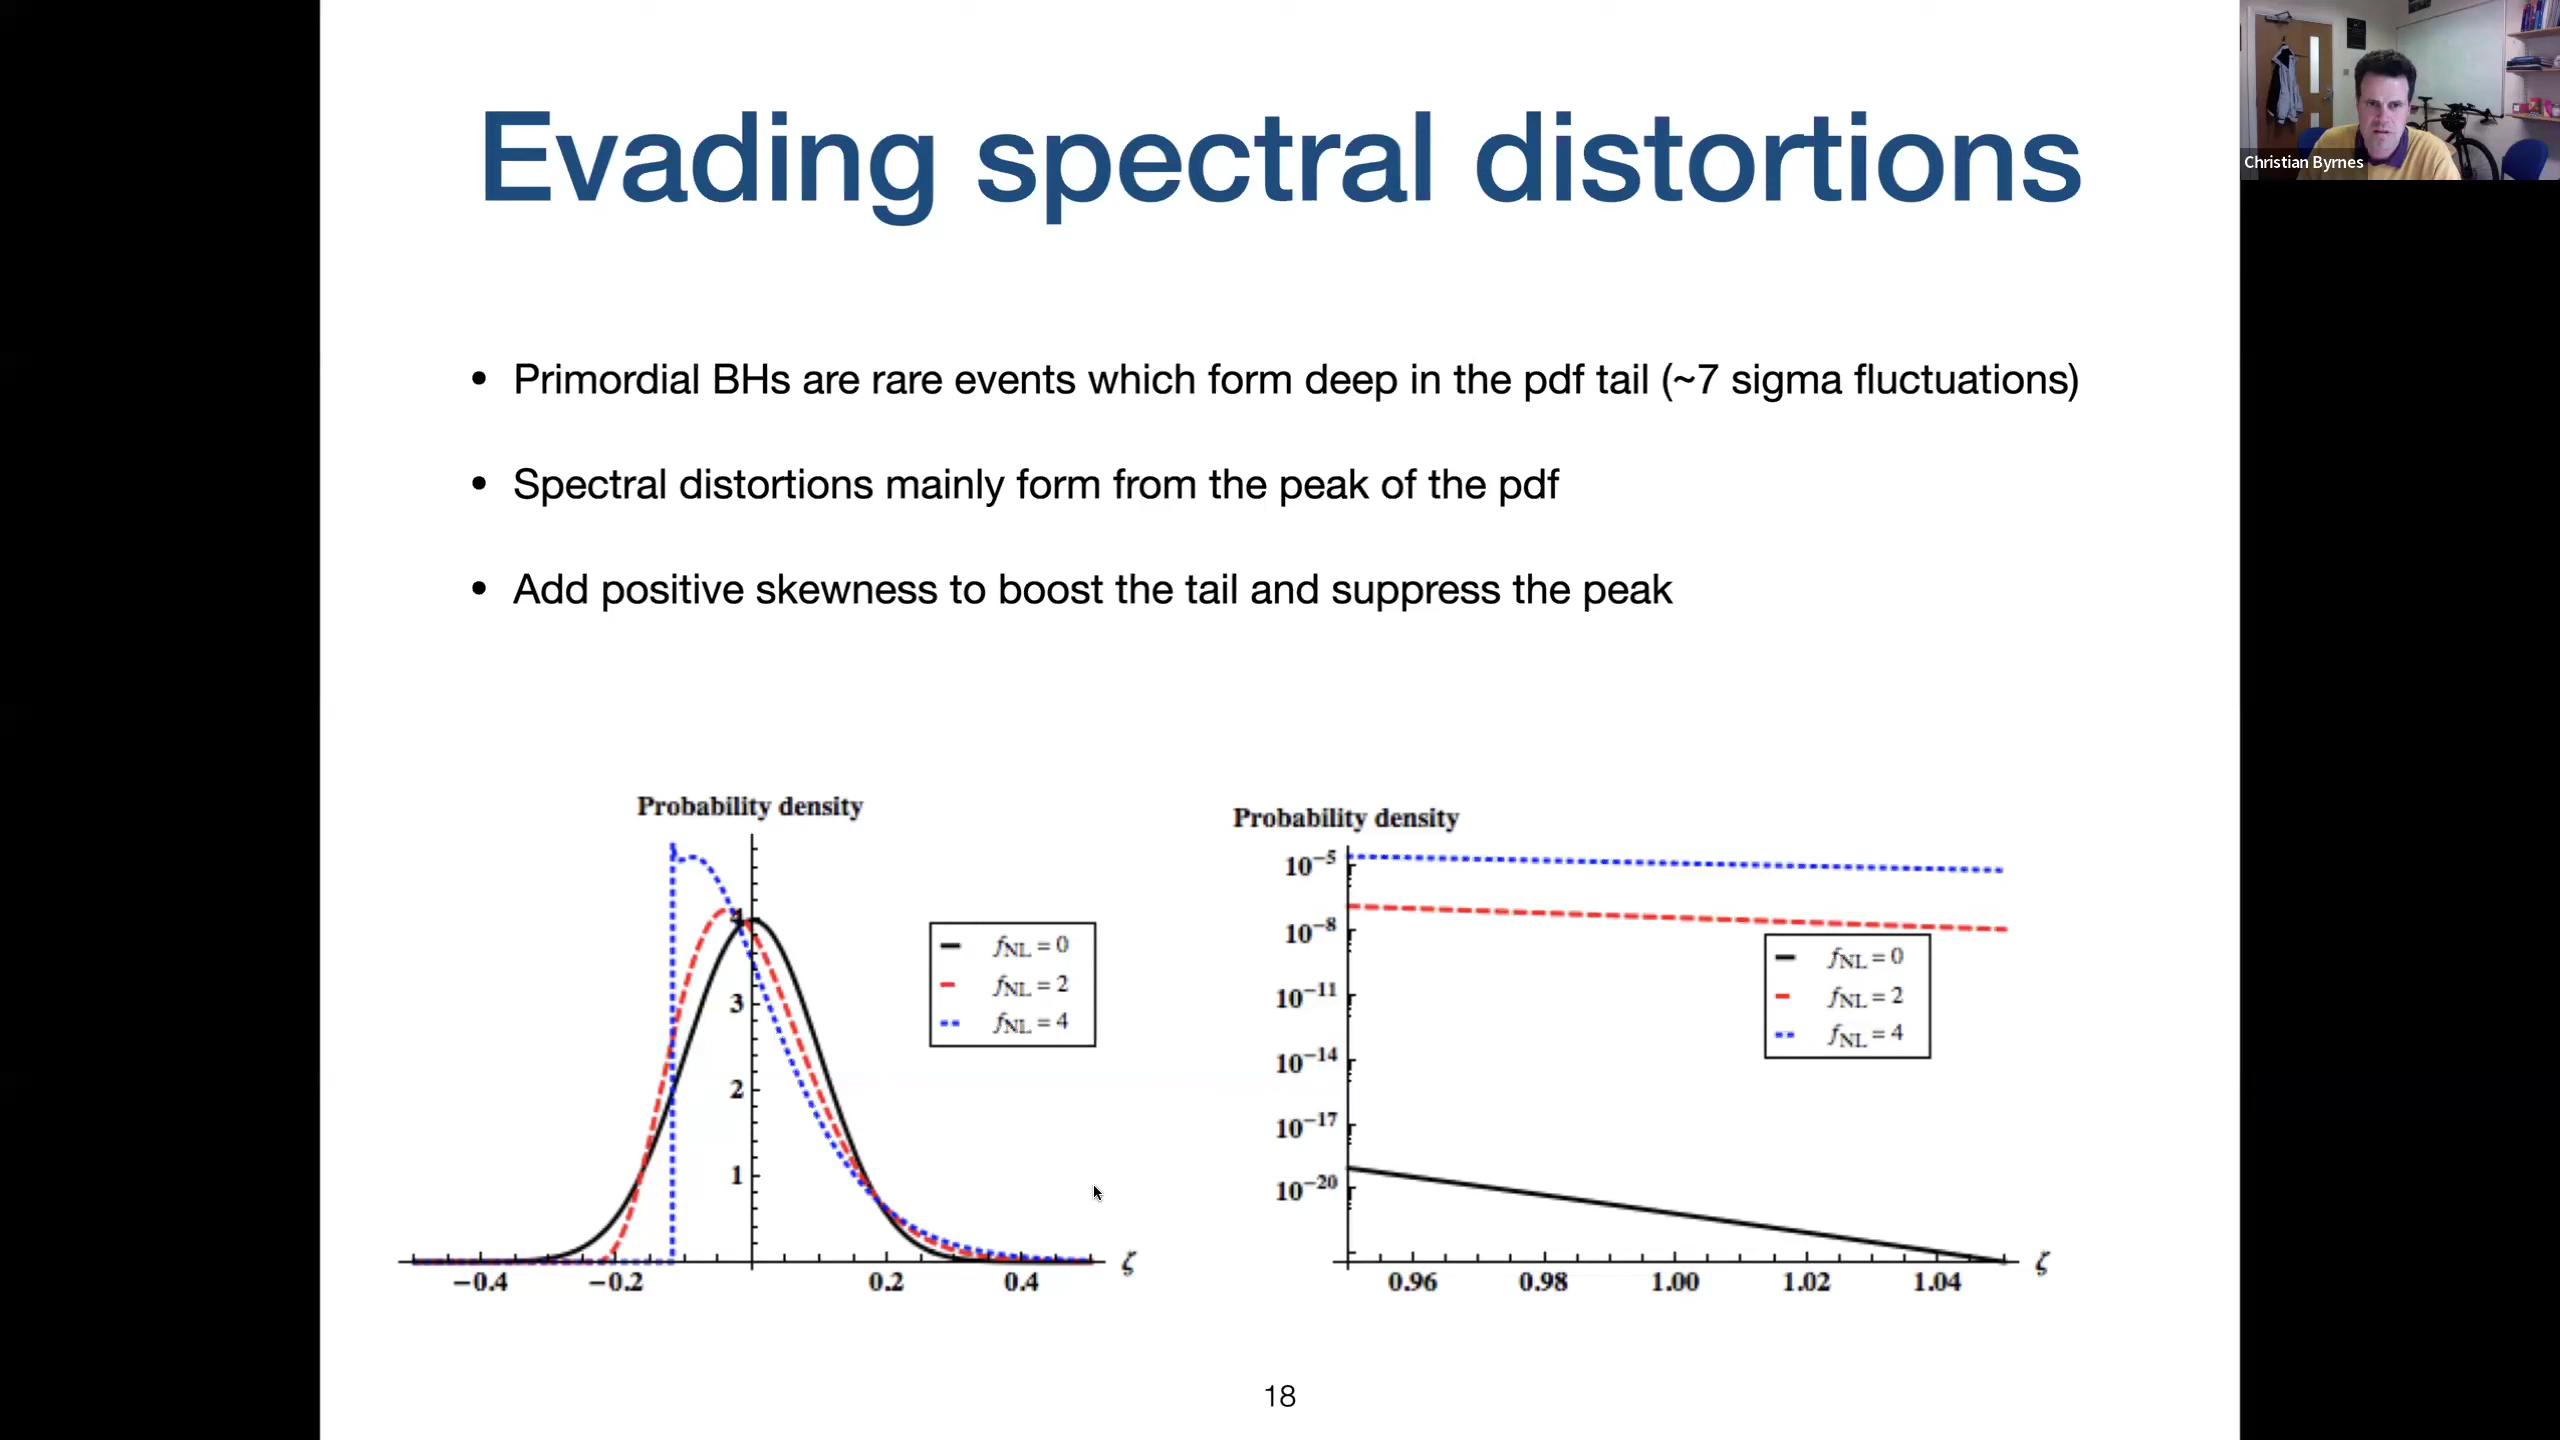 Evading spectral distortions
Christian Byrnes
• Primordial BHs are rare events which form deep in the pdf tail (~7 sigma fluctuations)
• Spectral distortions mainly form from the peak of the pdf
• Add positive skewness to boost the tail and suppress the peak
Probability density
4
3
2
1
−0.4 −0.2 0.2 0.4 ζ
fNL = 0
fNL = 2
fNL = 4
Probability density
10⁻⁵
10⁻⁸
10⁻¹¹
10⁻¹⁴
10⁻¹⁷
10⁻²⁰
0.96 0.98 1.00 1.02 1.04 ζ
fNL = 0
fNL = 2
fNL = 4
18